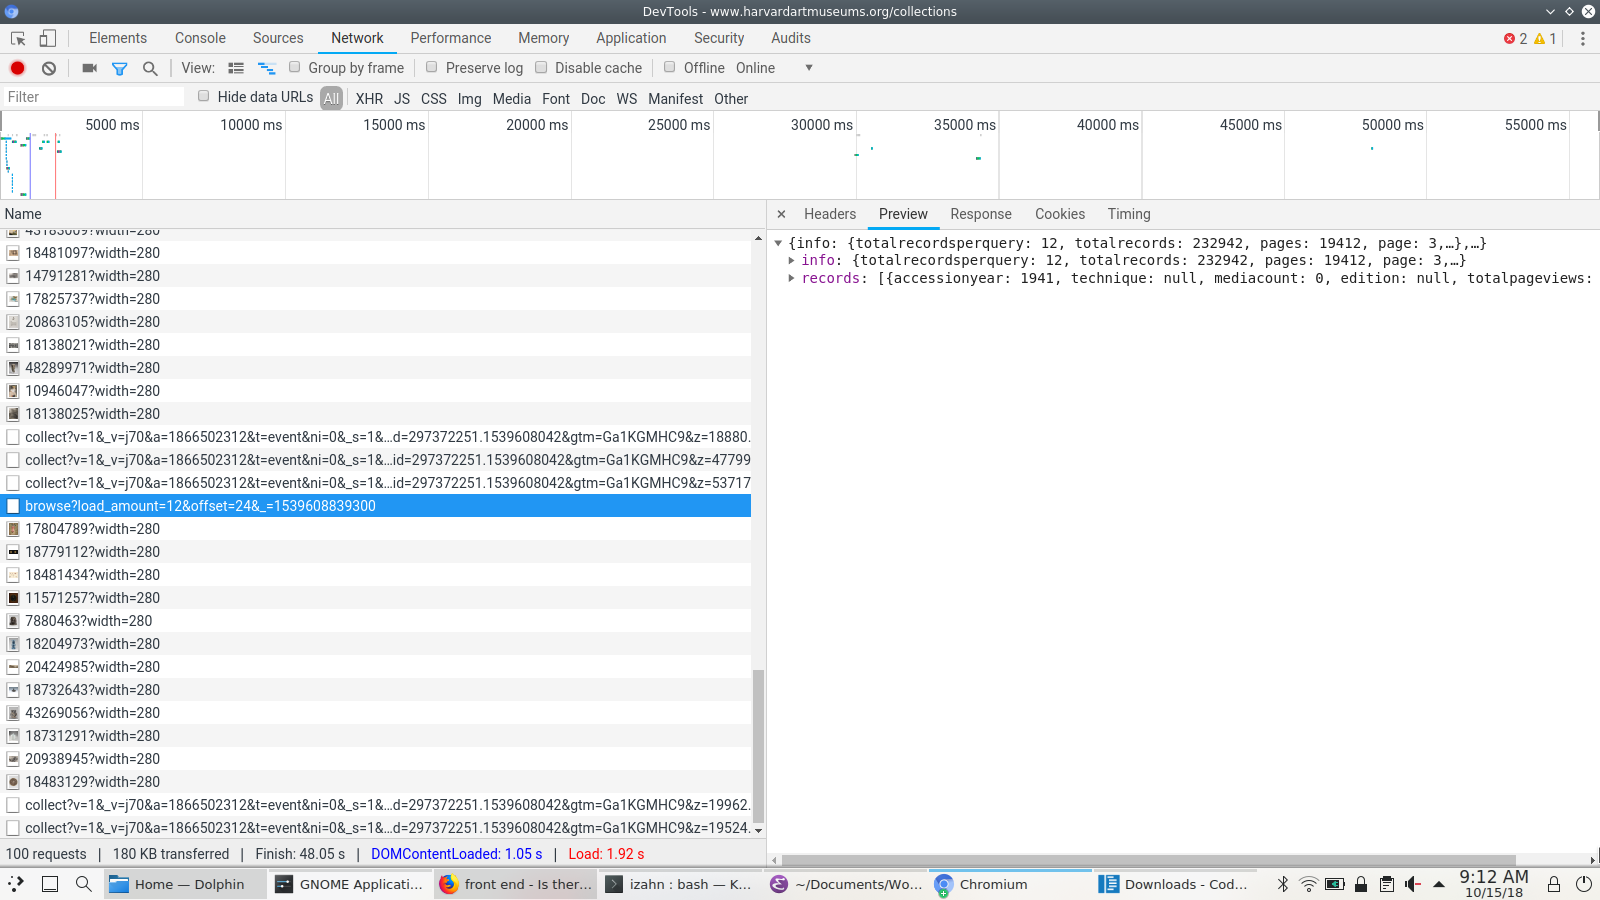 DevTools - www.harvardartmuseums.org/collections
Elements Console Sources Network Performance Memory Application Security Audits 2 1
View: Group by frame Preserve log Disable cache Offline Online
Filter Hide data URLs All XHR JS CSS Img Media Font Doc WS Manifest Other
5000 ms 10000 ms 15000 ms 20000 ms 25000 ms 30000 ms 35000 ms 40000 ms 45000 ms 50000 ms 55000 ms
Name
43183609?width=280
18481097?width=280
14791281?width=280
17825737?width=280
20863105?width=280
18138021?width=280
48289971?width=280
10946047?width=280
18138025?width=280
collect?v=1&_v=j70&a=1866502312&t=event&ni=0&_s=1&…d=297372251.1539608042&gtm=Ga1KGMHC9&z=18880.
collect?v=1&_v=j70&a=1866502312&t=event&ni=0&_s=1&…id=297372251.1539608042&gtm=Ga1KGMHC9&z=47799
collect?v=1&_v=j70&a=1866502312&t=event&ni=0&_s=1&…id=297372251.1539608042&gtm=Ga1KGMHC9&z=53717
browse?load_amount=12&offset=24&_=1539608839300
17804789?width=280
18779112?width=280
18481434?width=280
11571257?width=280
7880463?width=280
18204973?width=280
20424985?width=280
18732643?width=280
43269056?width=280
18731291?width=280
20938945?width=280
18483129?width=280
collect?v=1&_v=j70&a=1866502312&t=event&ni=0&_s=1&…d=297372251.1539608042&gtm=Ga1KGMHC9&z=19962.
collect?v=1&_v=j70&a=1866502312&t=event&ni=0&_s=1&…d=297372251.1539608042&gtm=Ga1KGMHC9&z=19524.
100 requests | 180 KB transferred | Finish: 48.05 s | DOMContentLoaded: 1.05 s | Load: 1.92 s
× Headers Preview Response Cookies Timing
{info: {totalrecordsperquery: 12, totalrecords: 232942, pages: 19412, page: 3,…},…}
info: {totalrecordsperquery: 12, totalrecords: 232942, pages: 19412, page: 3,…}
records: [{accessionyear: 1941, technique: null, mediacount: 0, edition: null, totalpageviews:
Home — Dolphin GNOME Applicati... front end - Is ther... izahn : bash — K... ~/Documents/Wo... Chromium Downloads - Cod... 9:12 AM
10/15/18